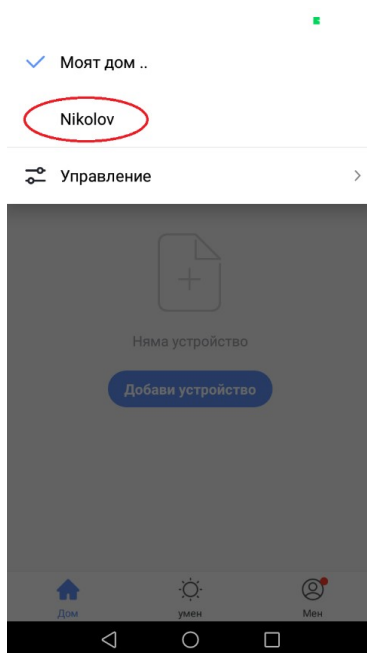 Моят дом ..
Nikolov
Управление
Няма устройство
Добави устройство
Дом
умен
Мен